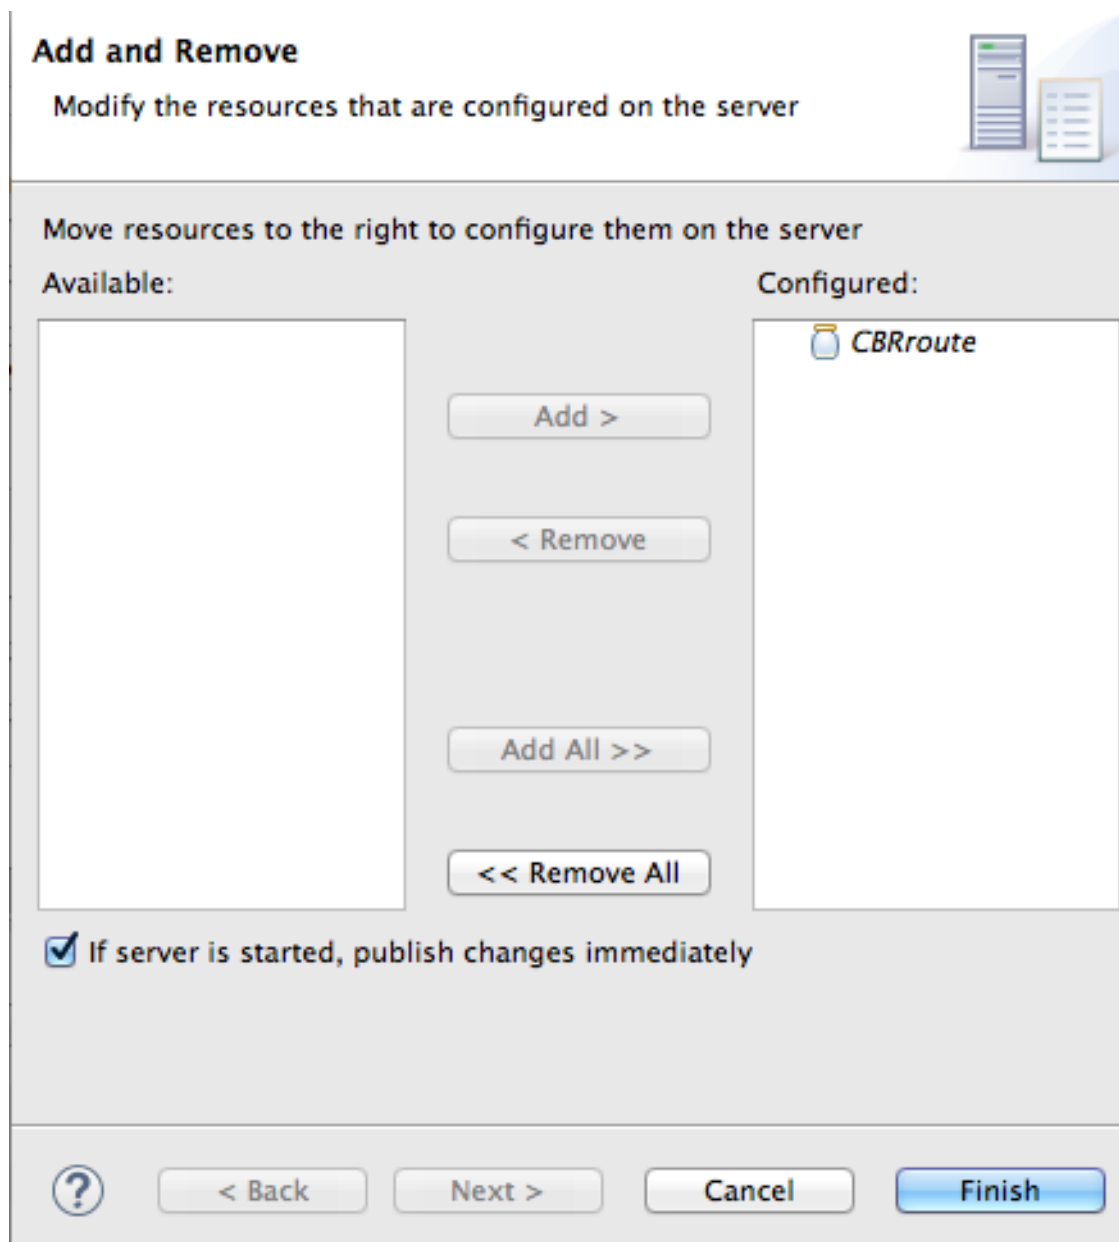 Add and Remove
Modify the resources that are configured on the server
Move resources to the right to configure them on the server
Available:
Configured:
CBRroute
Add >
< Remove
Add All >>
<< Remove All
If server is started, publish changes immediately
?
< Back
Next >
Cancel
Finish